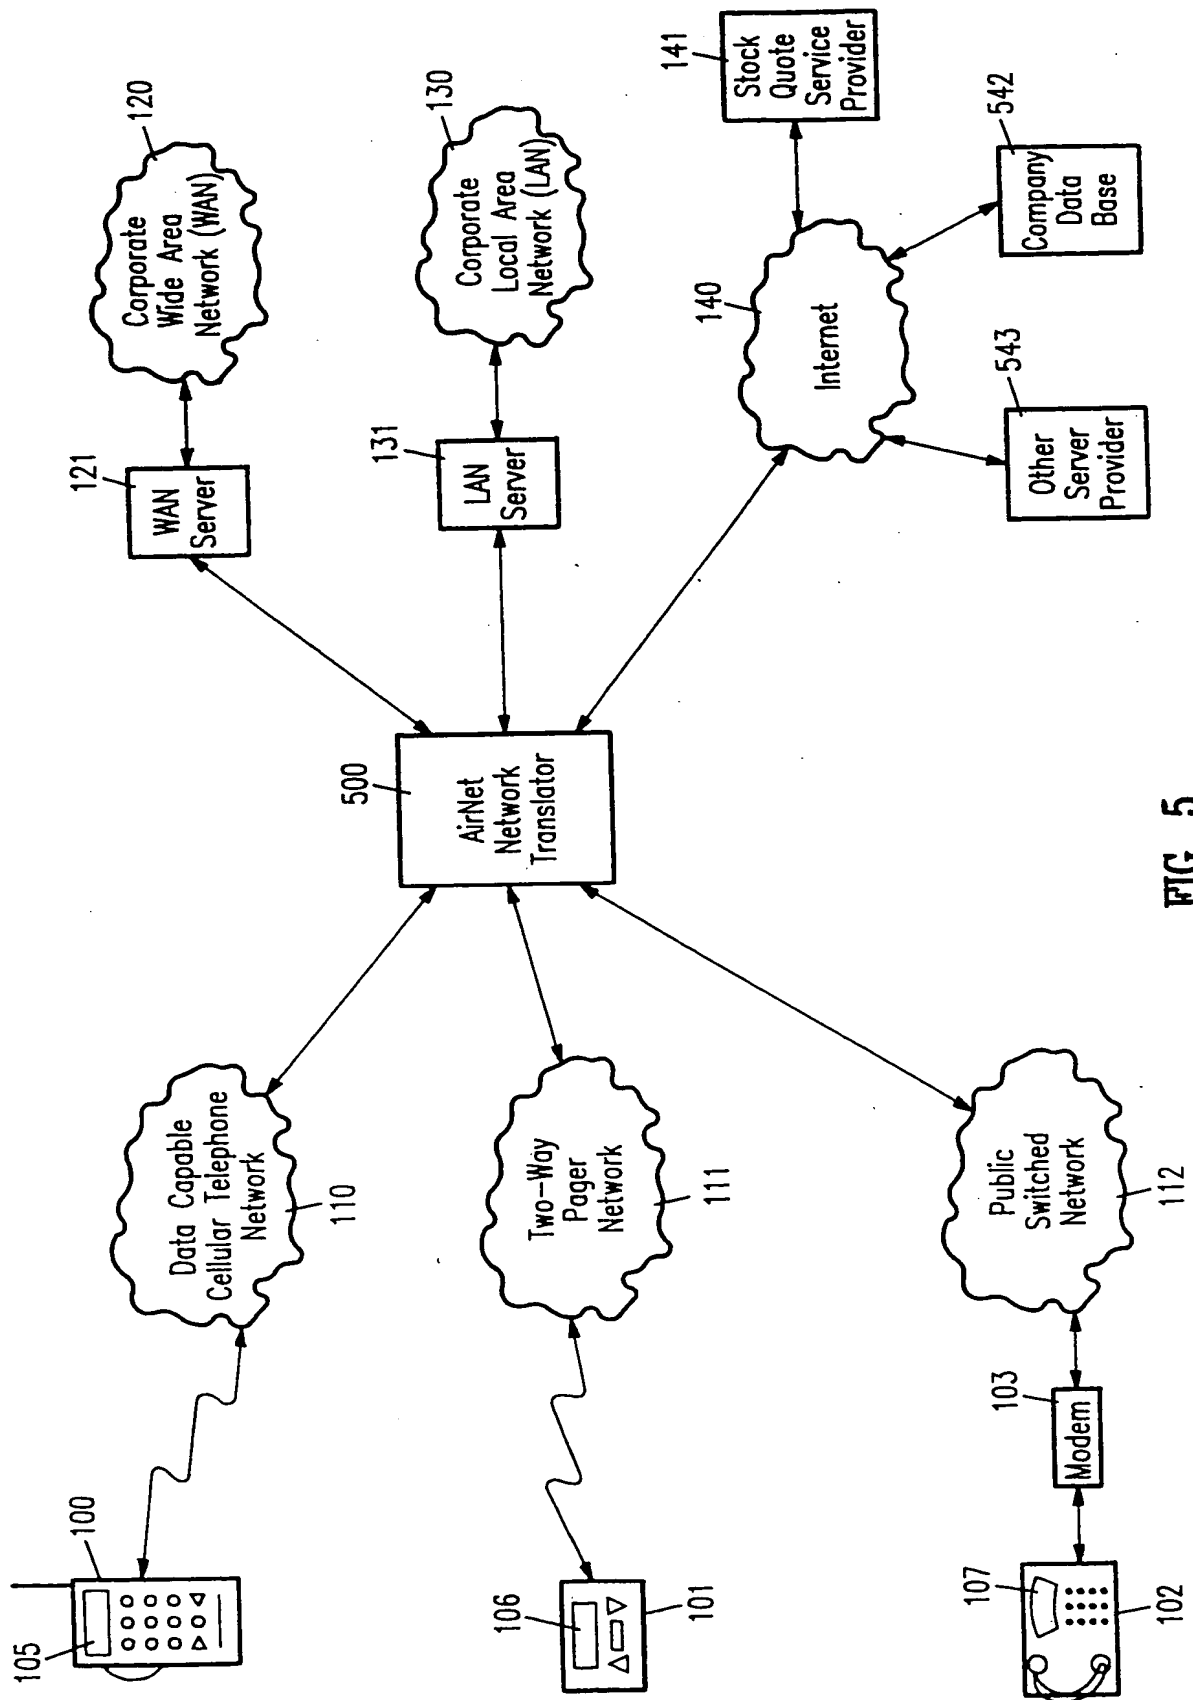 120
Corporate
Wide Area
Network (WAN)
121
WAN
Server
130
Corporate
Local Area
Network (LAN)
131
LAN
Server
141
Stock
Quote
Service
Provider
140
Internet
542
Company
Data
Base
543
Other
Server
Provider
500
AirNet
Network
Translator
Data Capable
Cellular Telephone
Network
110
Two-Way
Pager
Network
111
Public
Switched
Network
112
100
105
106
101
103
Modem
107
102
FIG. 5